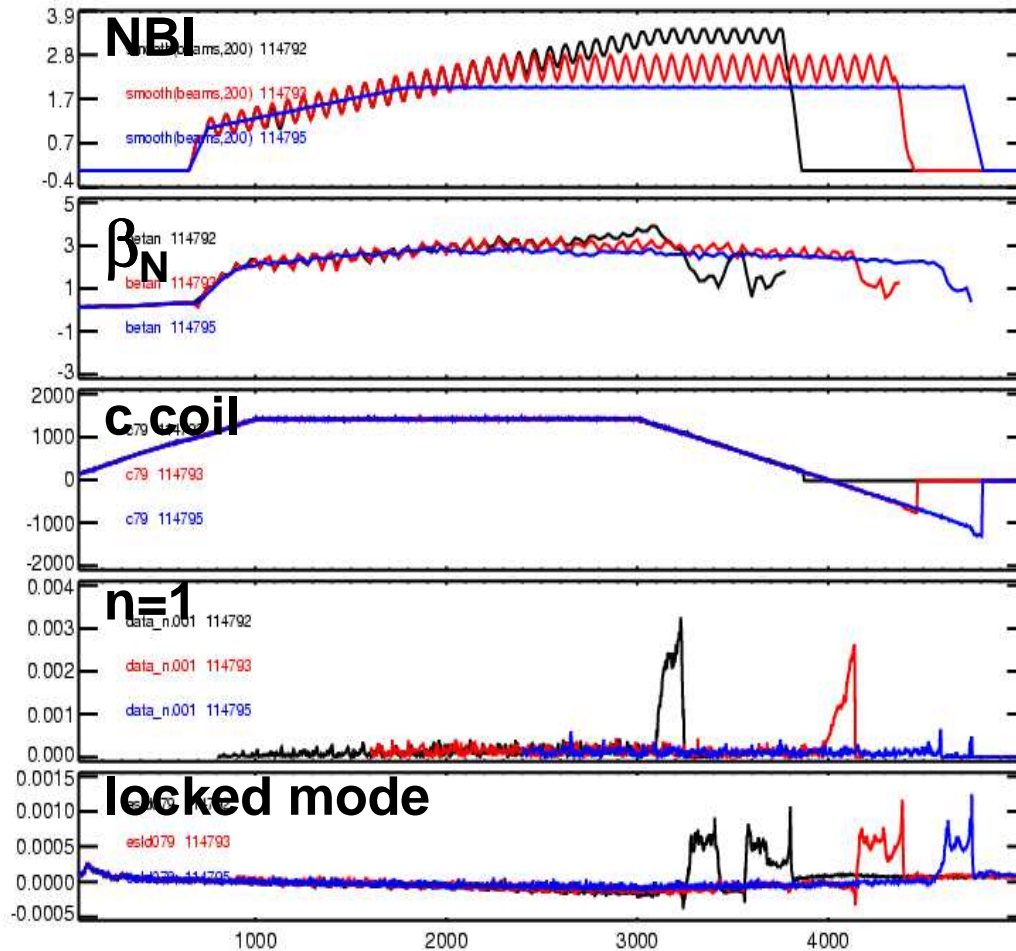 NBI
3.9
smooth(beams,200) 114792
2.8
smooth(beams,200) 114793
1.7
smooth(beams,200) 114795
0.7
-0.4
5
βN
betan 114792
3
betan 114793
1
betan 114795
-1
-3
2000
c coil
1000
c79 114793
0
c79 114795
-1000
-2000
0.004
n=1
data_n.001 114792
0.003
data_n.001 114793
0.002
data_n.001 114795
0.001
0.000
0.0015
locked mode
0.0010
esld079 114793
0.0005
esld079 114795
0.0000
-0.0005
1000 2000 3000 4000